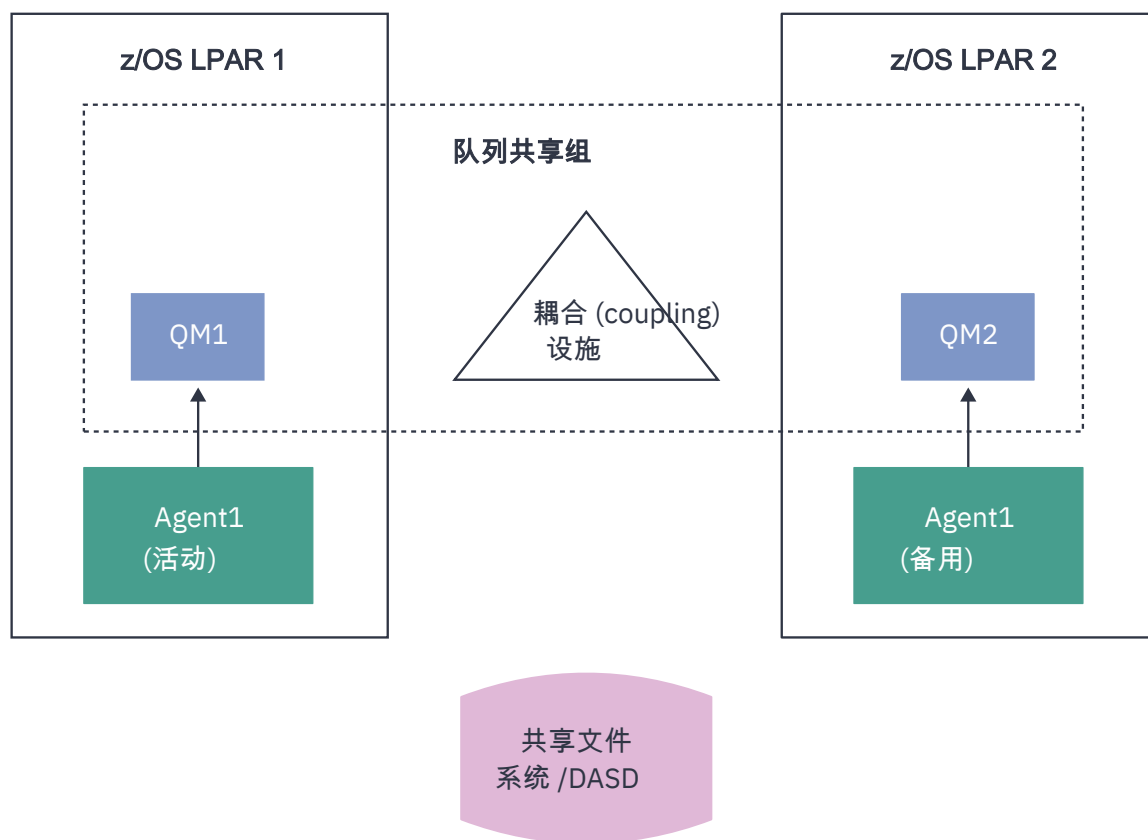 z/OS LPAR 1
z/OS LPAR 2
队列共享组
耦合 (coupling)
设施
QM1
QM2
Agent1
(活动)
Agent1
(备用)
共享文件
系统 /DASD